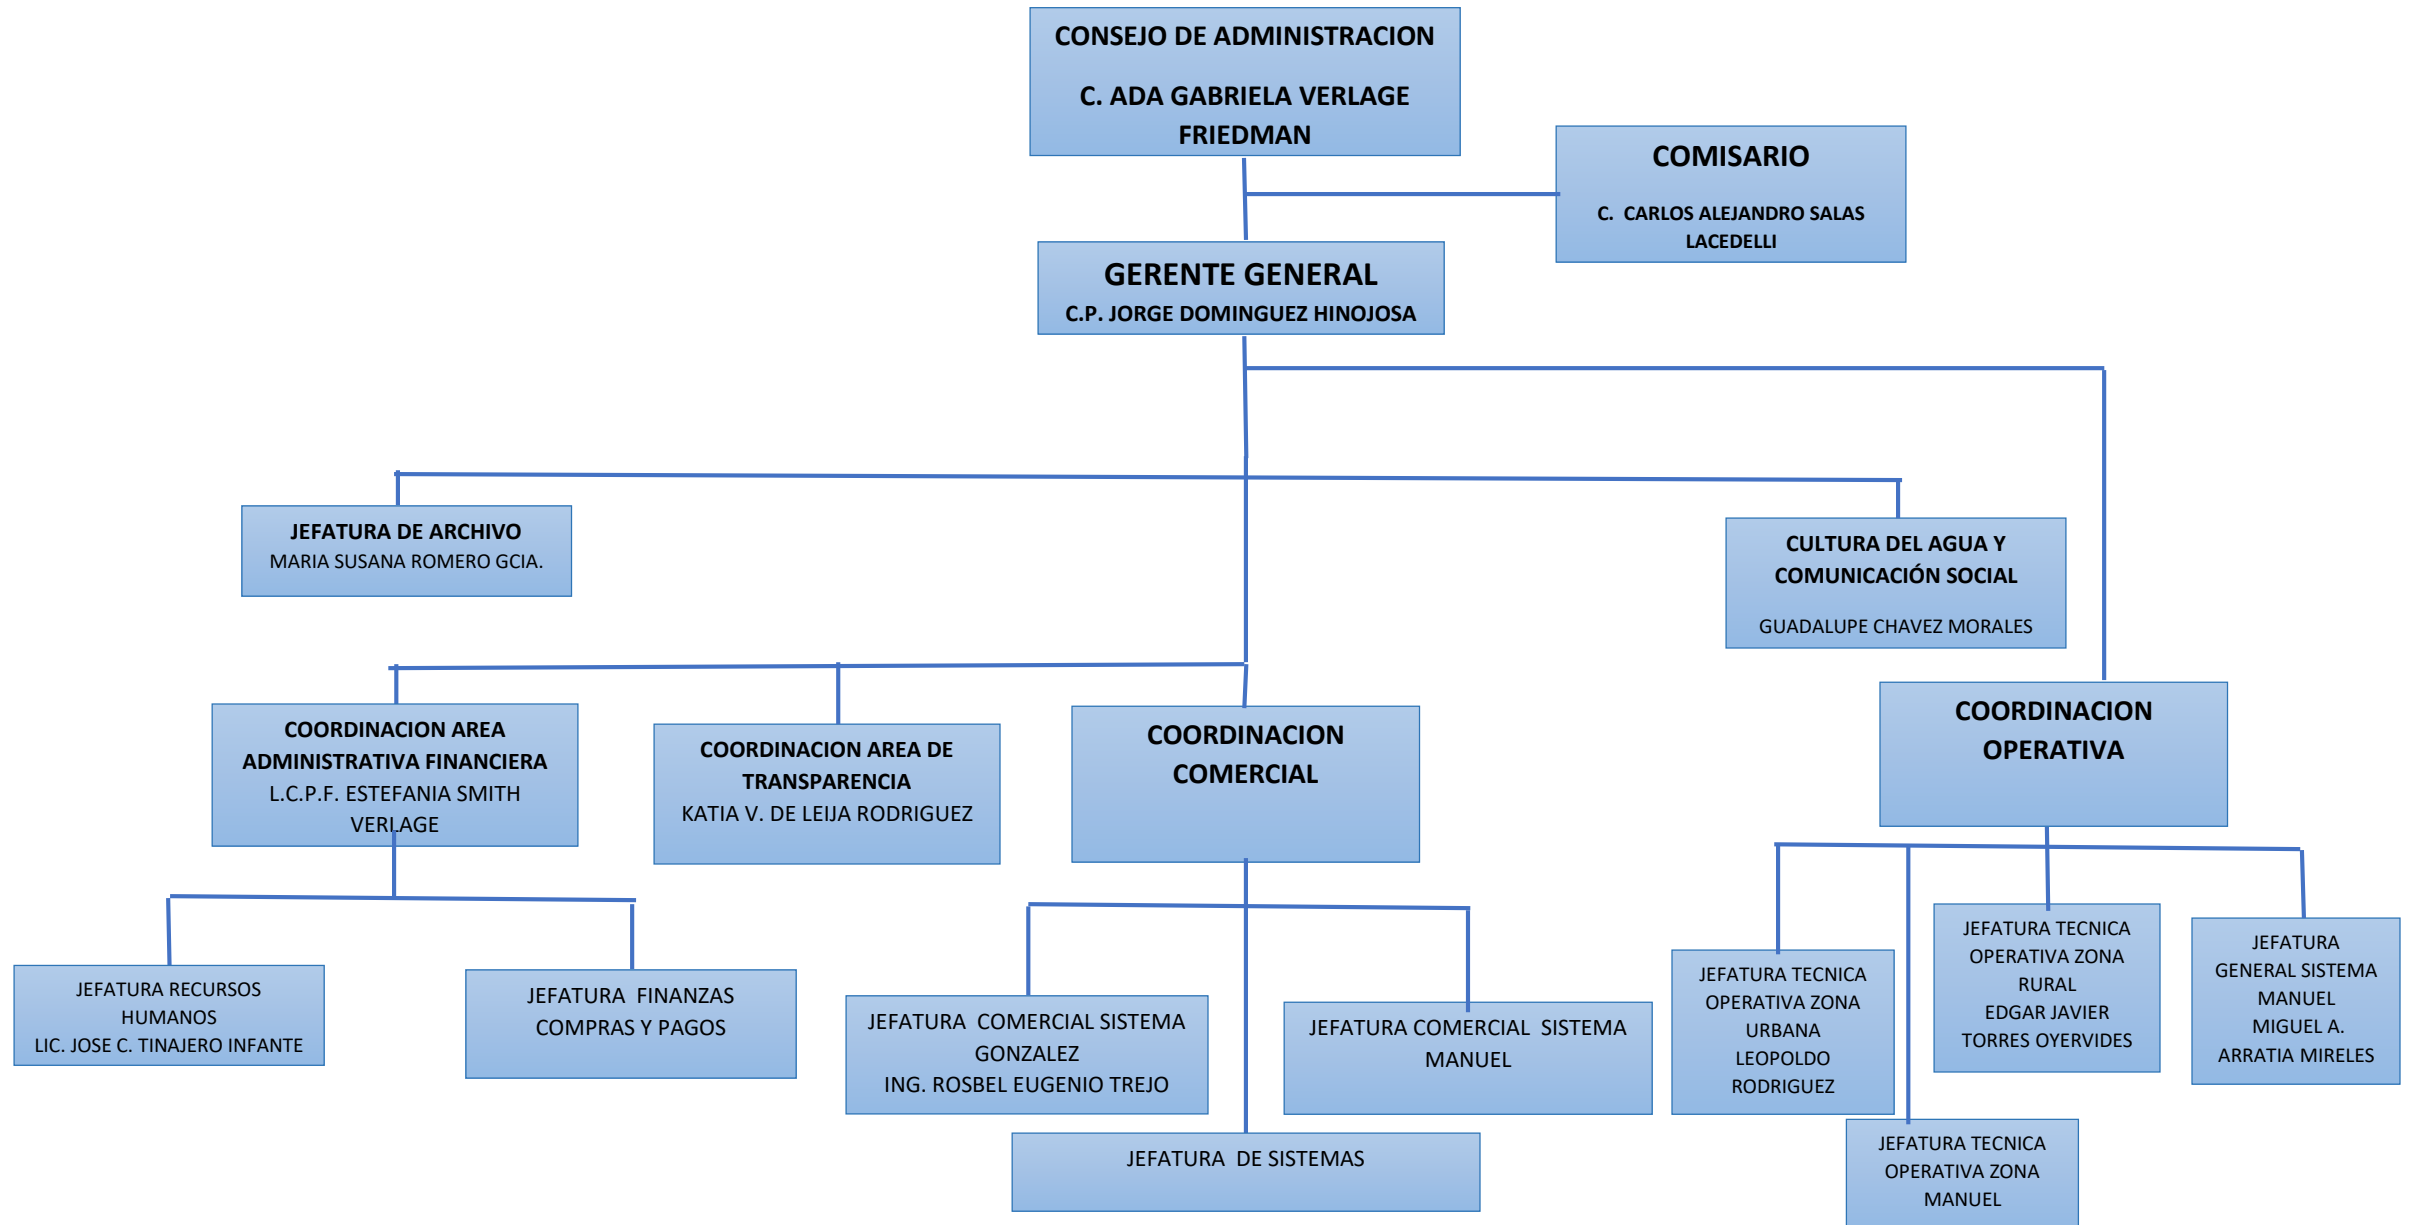 CONSEJO DE ADMINISTRACION
C. ADA GABRIELA VERLAGE
FRIEDMAN
COMISARIO
C. CARLOS ALEJANDRO SALAS
LACEDELLI
GERENTE GENERAL
C.P. JORGE DOMINGUEZ HINOJOSA
JEFATURA DE ARCHIVO
MARIA SUSANA ROMERO GCIA.
CULTURA DEL AGUA Y
COMUNICACIÓN SOCIAL
GUADALUPE CHAVEZ MORALES
COORDINACION AREA
ADMINISTRATIVA FINANCIERA
L.C.P.F. ESTEFANIA SMITH
VERLAGE
COORDINACION AREA DE
TRANSPARENCIA
KATIA V. DE LEIJA RODRIGUEZ
COORDINACION
COMERCIAL
COORDINACION
OPERATIVA
JEFATURA RECURSOS
HUMANOS
LIC. JOSE C. TINAJERO INFANTE
JEFATURA FINANZAS
COMPRAS Y PAGOS
JEFATURA COMERCIAL SISTEMA
GONZALEZ
ING. ROSBEL EUGENIO TREJO
JEFATURA COMERCIAL SISTEMA
MANUEL
JEFATURA DE SISTEMAS
JEFATURA TECNICA
OPERATIVA ZONA
URBANA
LEOPOLDO
RODRIGUEZ
JEFATURA TECNICA
OPERATIVA ZONA
RURAL
EDGAR JAVIER
TORRES OYERVIDES
JEFATURA
GENERAL SISTEMA
MANUEL
MIGUEL A.
ARRATIA MIRELES
JEFATURA TECNICA
OPERATIVA ZONA
MANUEL